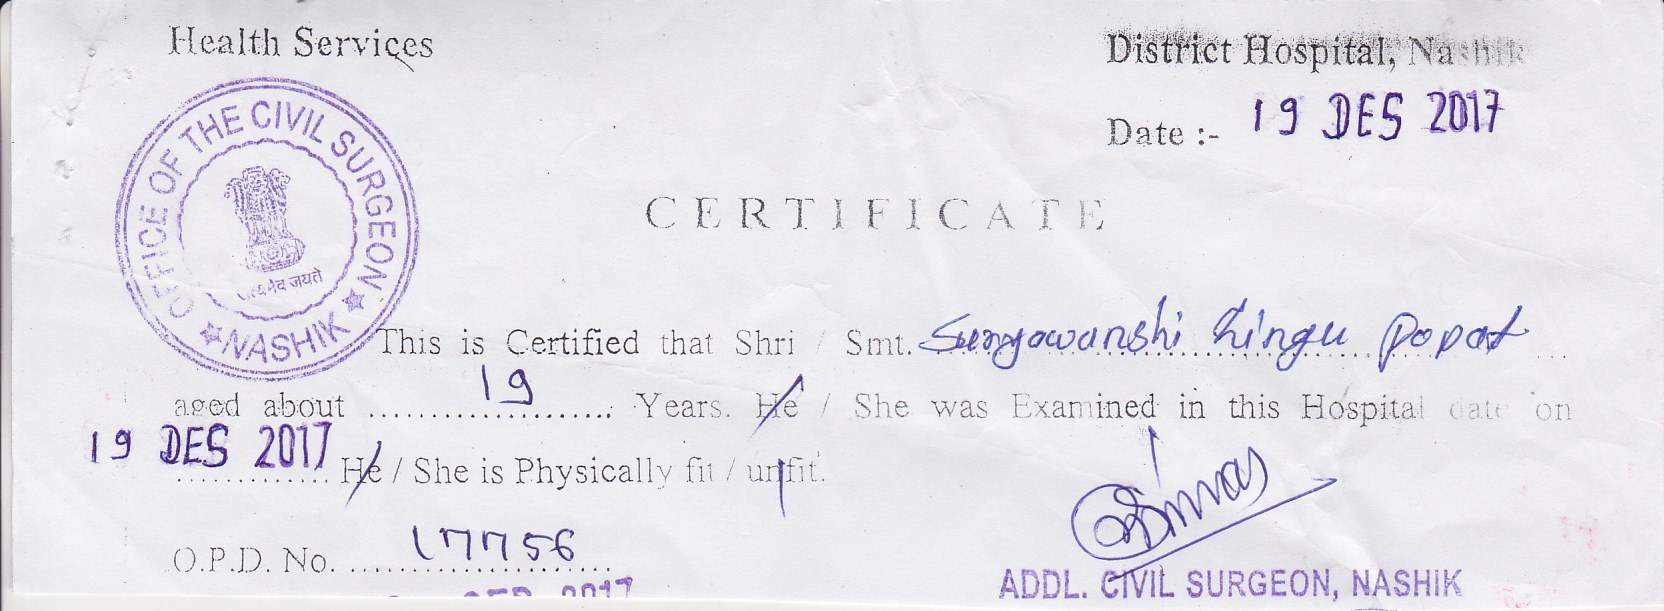 Health Services
District Hospital, Nashik
Date :- 19 DES 2017
OFFICE OF THE CIVIL SURGEON
NASHIK
सत्यमेव जयते
CERTIFICATE
This is Certified that Shri / Smt. Suryawanshi Popat
aged about 19 Years. He / She was Examined in this Hospital date on
19 DES 2017 He / She is Physically fit / unfit.
O.P.D. No. 17756
2017
ADDL. CIVIL SURGEON, NASHIK